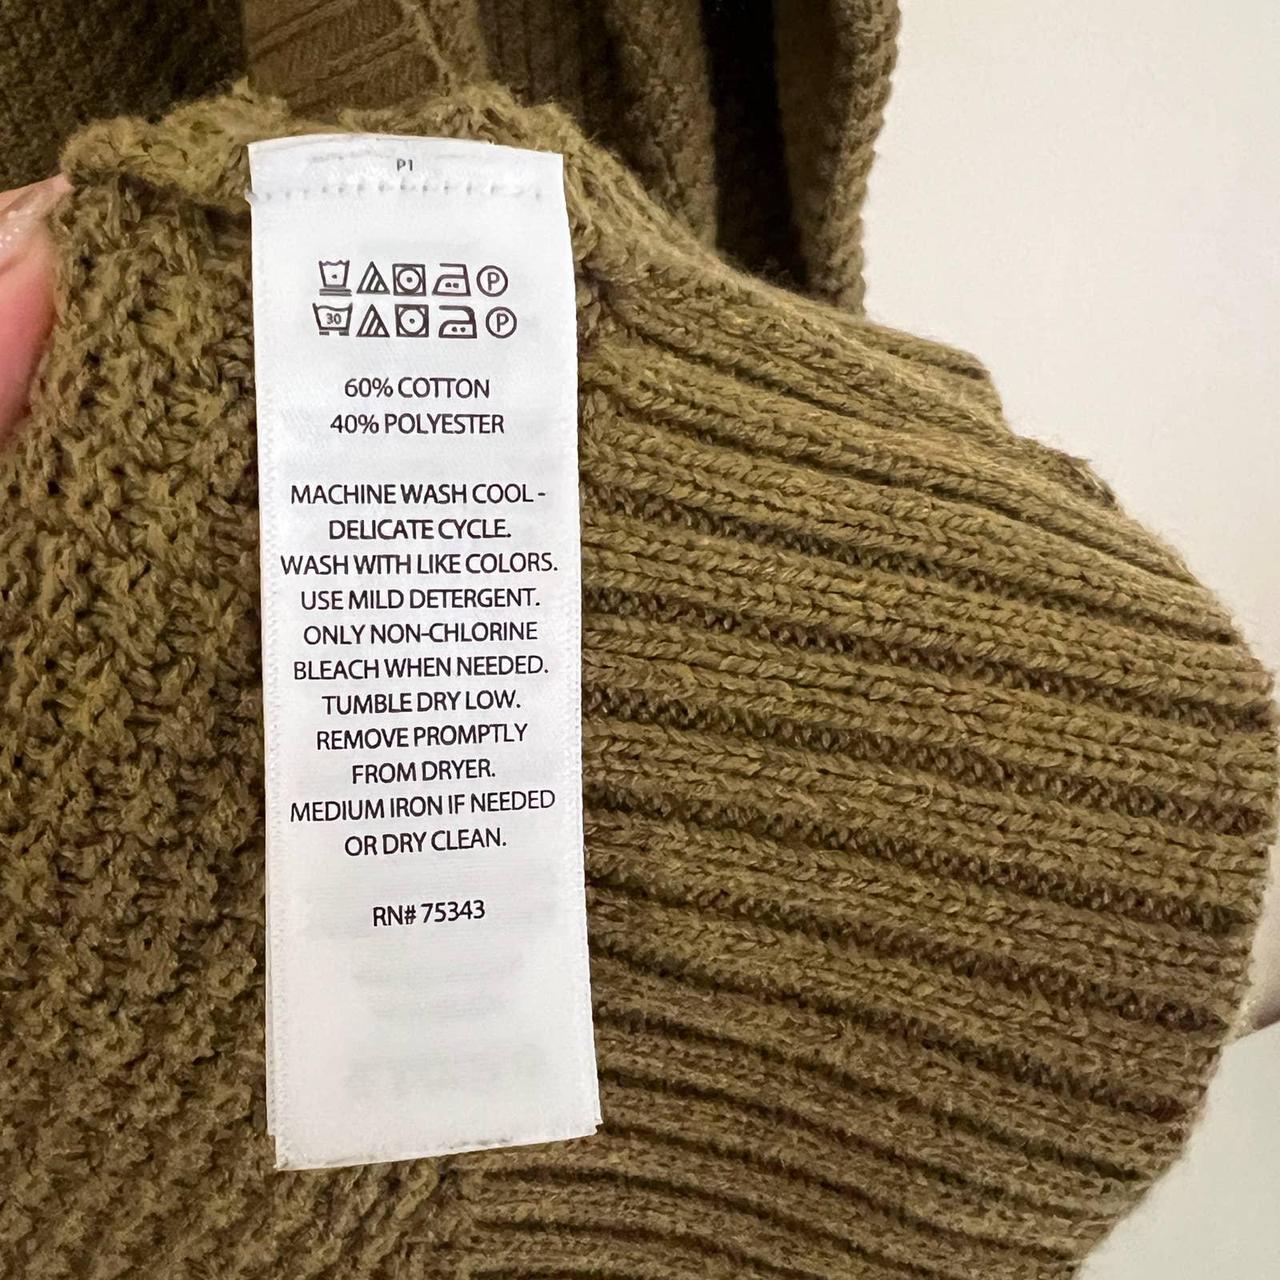 P1
P
30 P
60% COTTON
40% POLYESTER
MACHINE WASH COOL -
DELICATE CYCLE.
WASH WITH LIKE COLORS.
USE MILD DETERGENT.
ONLY NON-CHLORINE
BLEACH WHEN NEEDED.
TUMBLE DRY LOW.
REMOVE PROMPTLY
FROM DRYER.
MEDIUM IRON IF NEEDED
OR DRY CLEAN.
RN# 75343